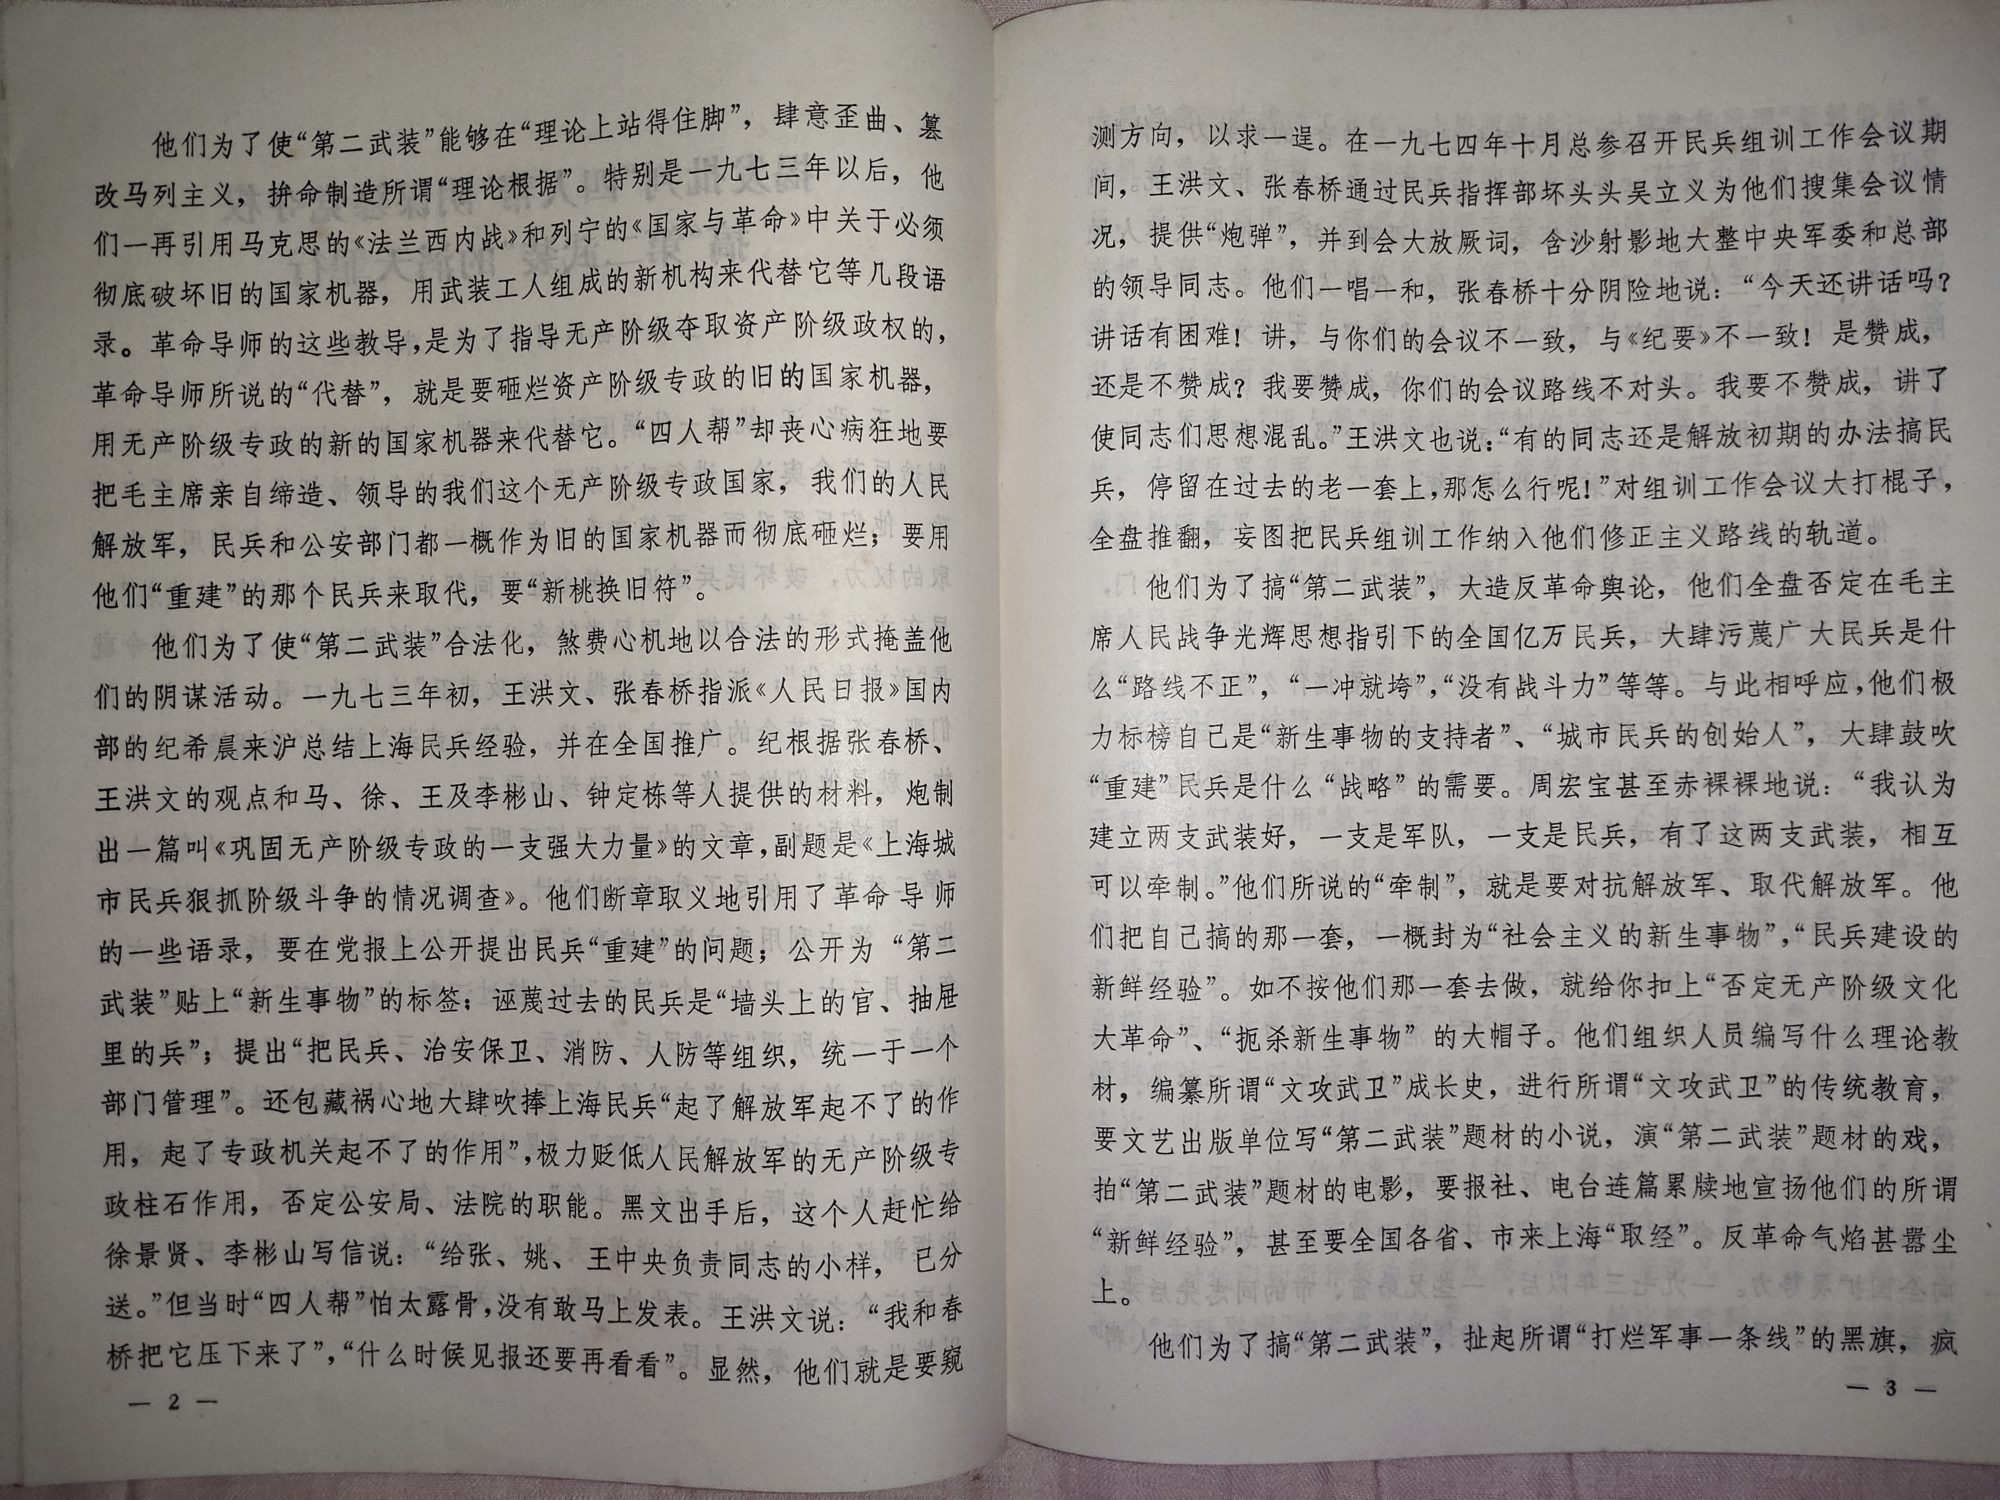 他们为了使“第二武装”能够在“理论上站得住脚”，肆意歪曲、篡
改马列主义，拚命制造所谓“理论根据”。特别是一九七三年以后，他
们一再引用马克思的《法兰西内战》和列宁的《国家与革命》中关于必须
彻底破坏旧的国家机器，用武装工人组成的新机构来代替它等几段语
录。革命导师的这些教导，是为了指导无产阶级夺取资产阶级政权的，
革命导师所说的“代替”，就是要砸烂资产阶级专政的旧的国家机器，
用无产阶级专政的新的国家机器来代替它。“四人帮”却丧心病狂地要
把毛主席亲自缔造、领导的我们这个无产阶级专政国家，我们的人民
解放军，民兵和公安部门都一概作为旧的国家机器而彻底砸烂；要用
他们“重建”的那个民兵来取代，要“新桃换旧符”。
他们为了使“第二武装”合法化，煞费心机地以合法的形式掩盖他
们的阴谋活动。一九七三年初，王洪文、张春桥指派《人民日报》国内
部的纪希晨来沪总结上海民兵经验，并在全国推广。纪根据张春桥、
王洪文的观点和马、徐、王及李彬山、钟定栋等人提供的材料，炮制
出一篇叫《巩固无产阶级专政的一支强大力量》的文章，副题是《上海城
市民兵狠抓阶级斗争的情况调查》。他们断章取义地引用了革命导师
的一些语录，要在党报上公开提出民兵“重建”的问题；公开为“第二
武装”贴上“新生事物”的标签；诬蔑过去的民兵是“墙头上的官、抽屉
里的兵”；提出“把民兵、治安保卫、消防、人防等组织，统一于一个
部门管理”。还包藏祸心地大肆吹捧上海民兵“起了解放军起不了的作
用，起了专政机关起不了的作用”，极力贬低人民解放军的无产阶级专
政柱石作用，否定公安局、法院的职能。黑文出手后，这个人赶忙给
徐景贤、李彬山写信说：“给张、姚、王中央负责同志的小样，已分
送。”但当时“四人帮”怕太露骨，没有敢马上发表。王洪文说：“我和春
桥把它压下来了”，“什么时候见报还要再看看”。显然，他们就是要窥
— 2 —
测方向，以求一逞。在一九七四年十月总参召开民兵组训工作会议期
间，王洪文、张春桥通过民兵指挥部坏头头吴立义为他们搜集会议情
况，提供“炮弹”，并到会大放厥词，含沙射影地大整中央军委和总部
的领导同志。他们一唱一和，张春桥十分阴险地说：“今天还讲话吗？
讲话有困难！讲，与你们的会议不一致，与《纪要》不一致！是赞成，
还是不赞成？我要赞成，你们的会议路线不对头。我要不赞成，讲了
使同志们思想混乱。”王洪文也说：“有的同志还是解放初期的办法搞民
兵，停留在过去的老一套上，那怎么行呢！”对组训工作会议大打棍子，
全盘推翻，妄图把民兵组训工作纳入他们修正主义路线的轨道。
他们为了搞“第二武装”，大造反革命舆论，他们全盘否定在毛主
席人民战争光辉思想指引下的全国亿万民兵，大肆污蔑广大民兵是什
么“路线不正”，“一冲就垮”，“没有战斗力”等等。与此相呼应，他们极
力标榜自己是“新生事物的支持者”、“城市民兵的创始人”，大肆鼓吹
“重建”民兵是什么“战略”的需要。周宏宝甚至赤裸裸地说：“我认为
建立两支武装好，一支是军队，一支是民兵，有了这两支武装，相互
可以牵制。”他们所说的“牵制”，就是要对抗解放军、取代解放军。他
们把自己搞的那一套，一概封为“社会主义的新生事物”，“民兵建设的
新鲜经验”。如不按他们那一套去做，就给你扣上“否定无产阶级文化
大革命”、“扼杀新生事物”的大帽子。他们组织人员编写什么理论教
材，编纂所谓“文攻武卫”成长史，进行所谓“文攻武卫”的传统教育，
要文艺出版单位写“第二武装”题材的小说，演“第二武装”题材的戏，
拍“第二武装”题材的电影，要报社、电台连篇累牍地宣扬他们的所谓
“新鲜经验”，甚至要全国各省、市来上海“取经”。反革命气焰甚嚣尘
上。
他们为了搞“第二武装”，扯起所谓“打烂军事一条线”的黑旗，疯
— 3 —